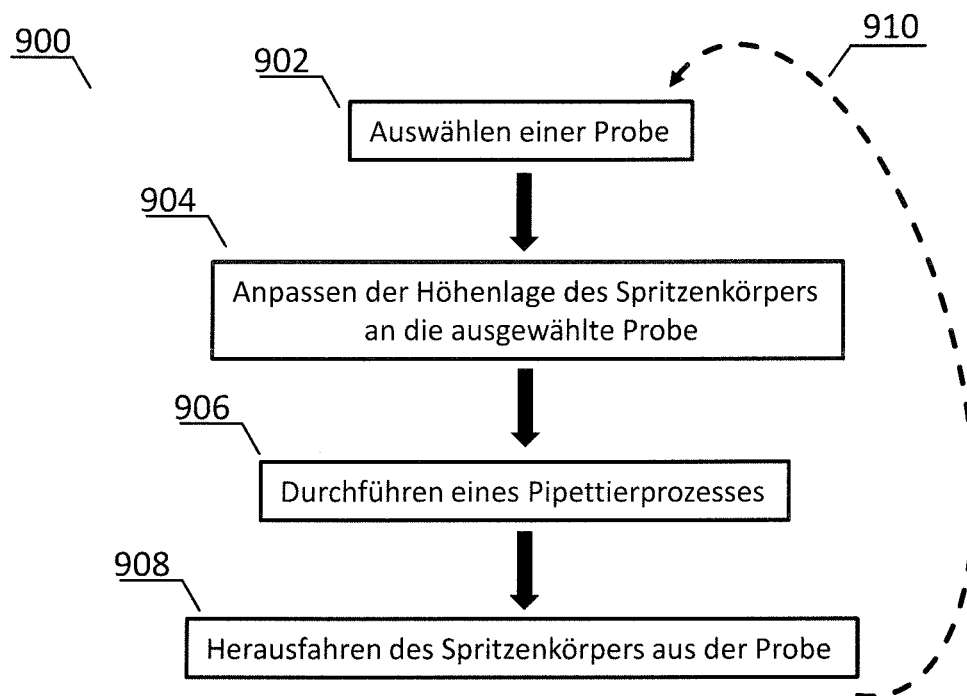 900
910
902
Auswählen einer Probe
904
Anpassen der Höhenlage des Spritzenkörpers
an die ausgewählte Probe
906
Durchführen eines Pipettierprozesses
908
Herausfahren des Spritzenkörpers aus der Probe